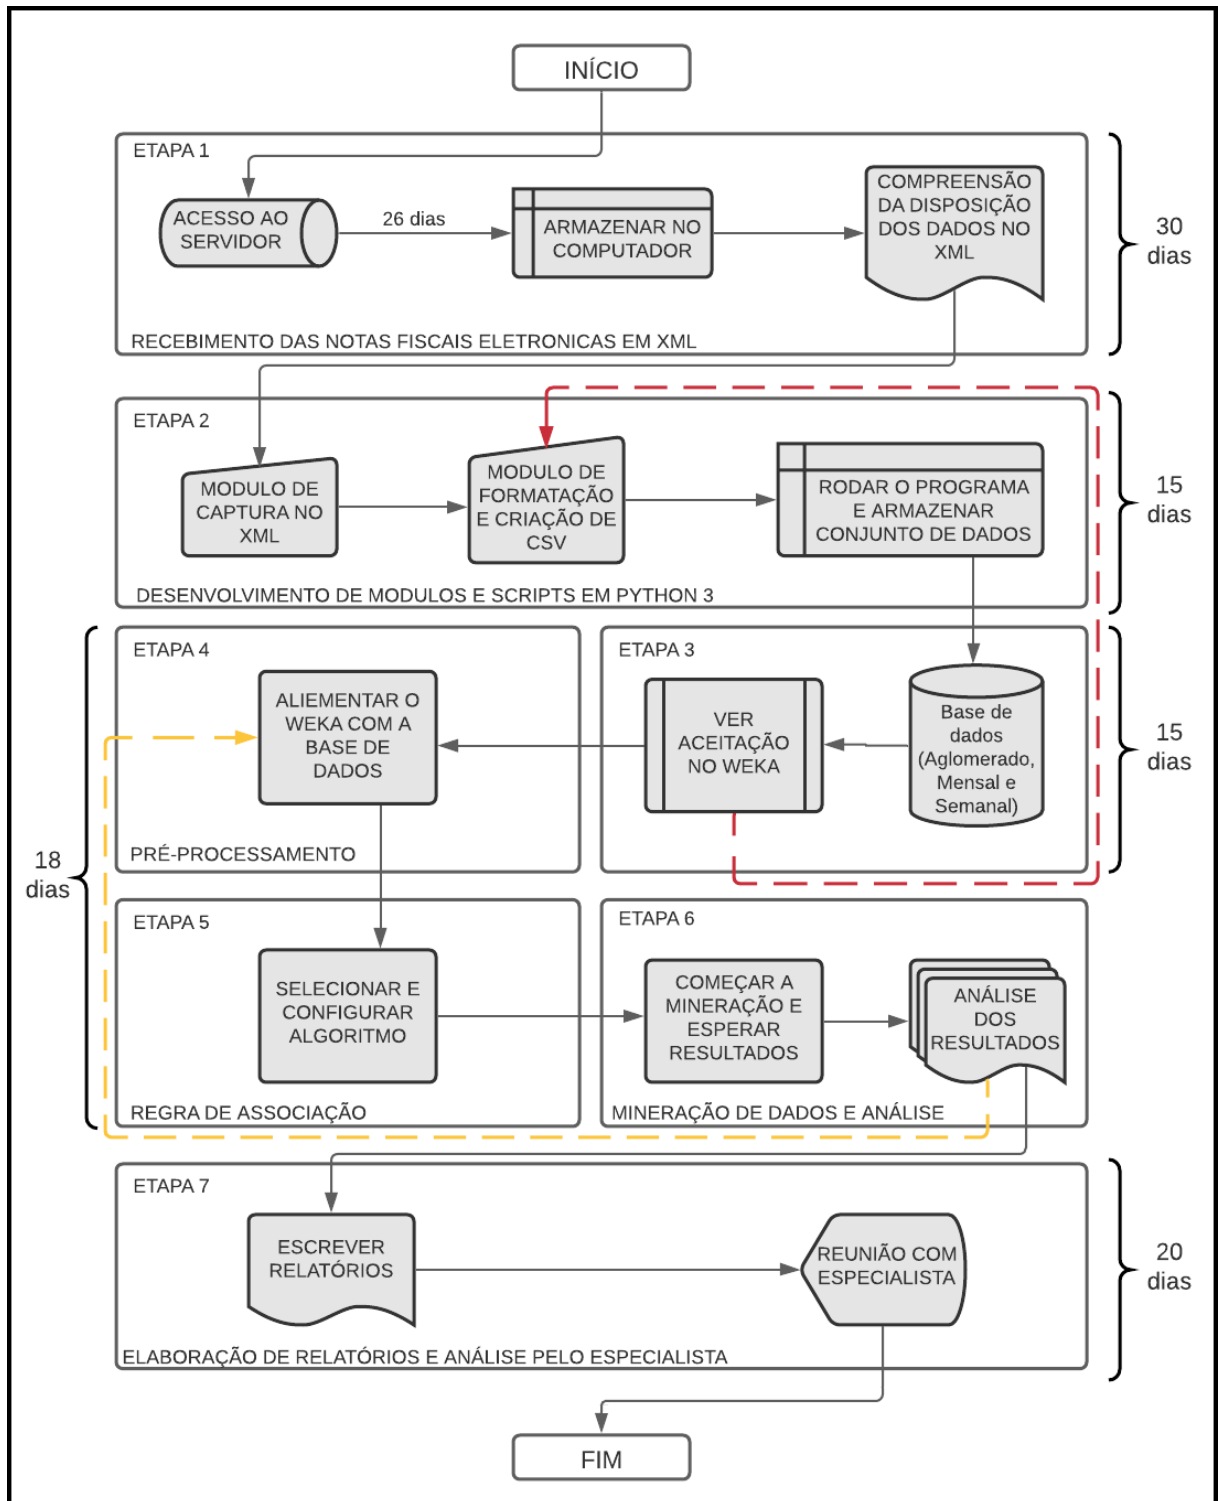 INÍCIO
ETAPA 1
ACESSO AO
SERVIDOR
26 dias
ARMAZENAR NO
COMPUTADOR
COMPREENSÃO
DA DISPOSIÇÃO
DOS DADOS NO
XML
RECEBIMENTO DAS NOTAS FISCAIS ELETRONICAS EM XML
30
dias
ETAPA 2
MODULO DE
CAPTURA NO
XML
MODULO DE
FORMATAÇÃO
E CRIAÇÃO DE
CSV
RODAR O PROGRAMA
E ARMAZENAR
CONJUNTO DE DADOS
DESENVOLVIMENTO DE MODULOS E SCRIPTS EM PYTHON 3
15
dias
ETAPA 4
ALIEMENTAR O
WEKA COM A
BASE DE
DADOS
PRÉ-PROCESSAMENTO
ETAPA 3
VER
ACEITAÇÃO
NO WEKA
Base de
dados
(Aglomerado,
Mensal e
Semanal)
15
dias
18
dias
ETAPA 5
SELECIONAR E
CONFIGURAR
ALGORITMO
REGRA DE ASSOCIAÇÃO
ETAPA 6
COMEÇAR A
MINERAÇÃO E
ESPERAR
RESULTADOS
ANÁLISE
DOS
RESULTADOS
MINERAÇÃO DE DADOS E ANÁLISE
ETAPA 7
ESCREVER
RELATÓRIOS
REUNIÃO COM
ESPECIALISTA
ELABORAÇÃO DE RELATÓRIOS E ANÁLISE PELO ESPECIALISTA
20
dias
FIM